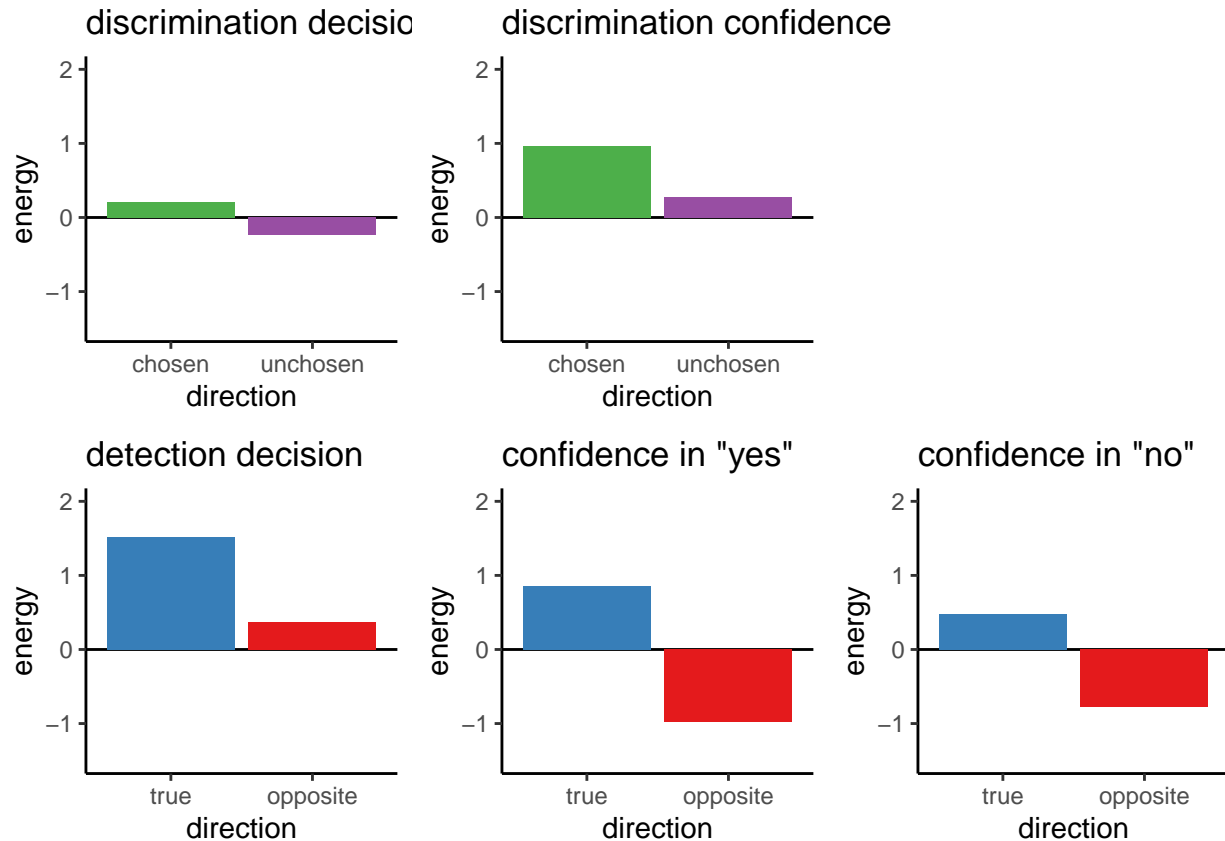 discrimination decisio
energy
2
1
0
−1
chosen unchosen
direction
discrimination confidence
energy
2
1
0
−1
chosen unchosen
direction
detection decision
energy
2
1
0
−1
true opposite
direction
confidence in "yes"
energy
2
1
0
−1
true opposite
direction
confidence in "no"
energy
2
1
0
−1
true opposite
direction